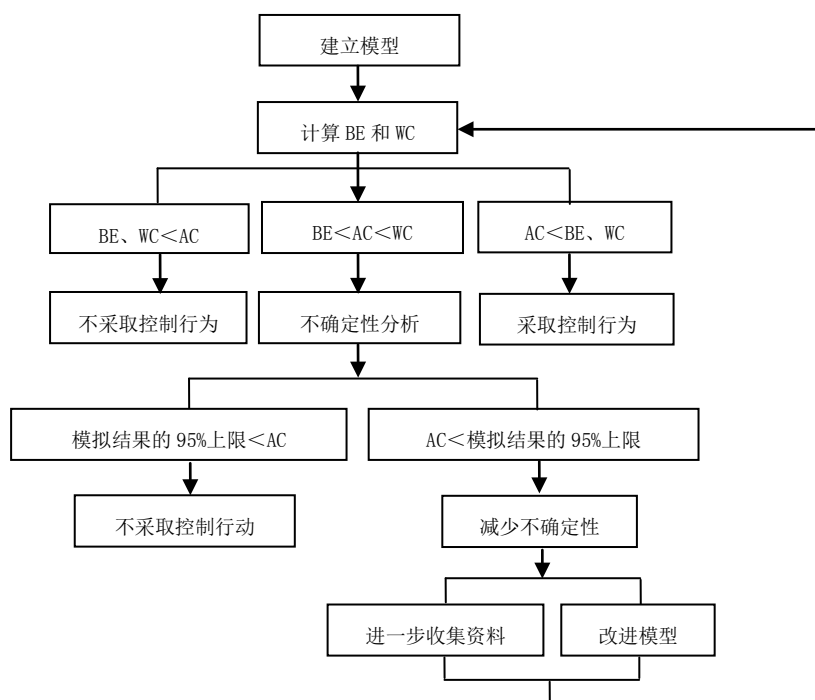 建立模型
计算 BE 和 WC
BE、WC＜AC
BE＜AC＜WC
AC＜BE、WC
不采取控制行为
不确定性分析
采取控制行为
模拟结果的 95%上限＜AC
AC＜模拟结果的 95%上限
不采取控制行动
减少不确定性
进一步收集资料
改进模型